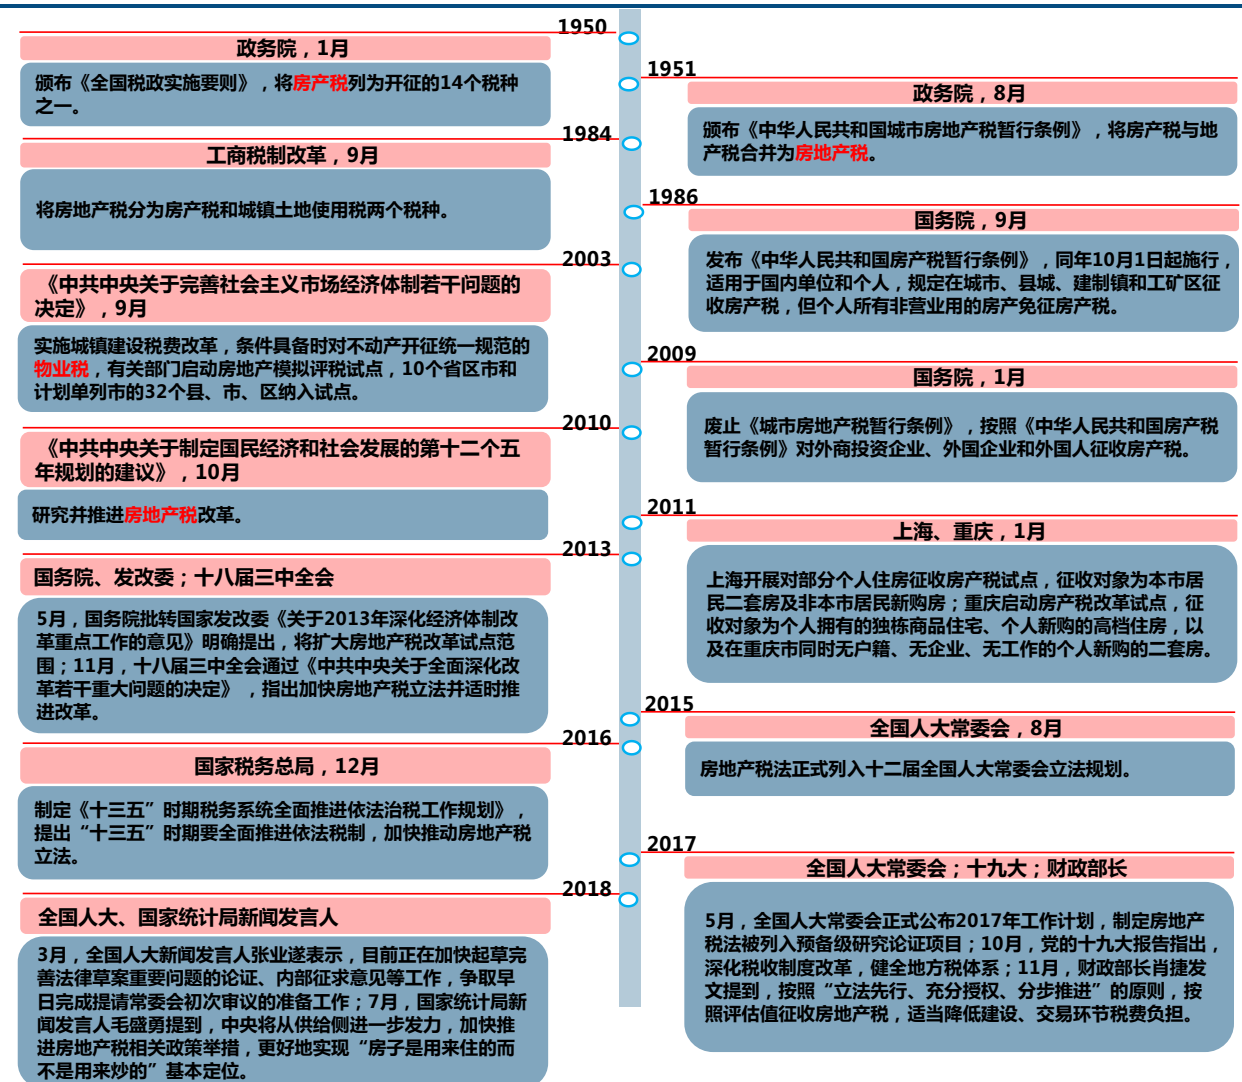 1950
政务院，1月
颁布《全国税政实施要则》，将房产税列为开征的14个税种
之一。
1951
政务院，8月
颁布《中华人民共和国城市房地产税暂行条例》，将房产税与地
产税合并为房地产税。
1984
工商税制改革，9月
将房地产税分为房产税和城镇土地使用税两个税种。
1986
国务院，9月
发布《中华人民共和国房产税暂行条例》，同年10月1日起施行，
适用于国内单位和个人，规定在城市、县城、建制镇和工矿区征
收房产税，但个人所有非营业用的房产免征房产税。
2003
《中共中央关于完善社会主义市场经济体制若干问题的
决定》，9月
实施城镇建设税费改革，条件具备时对不动产开征统一规范的
物业税，有关部门启动房地产模拟评税试点，10个省区市和
计划单列市的32个县、市、区纳入试点。
2009
国务院，1月
废止《城市房地产税暂行条例》，按照《中华人民共和国房产税
暂行条例》对外商投资企业、外国企业和外国人征收房产税。
2010
《中共中央关于制定国民经济和社会发展的第十二个五
年规划的建议》，10月
研究并推进房地产税改革。
2011
上海、重庆，1月
上海开展对部分个人住房征收房产税试点，征收对象为本市居
民二套房及非本市居民新购房；重庆启动房产税改革试点，征
收对象为个人拥有的独栋商品住宅、个人新购的高档住房，以
及在重庆市同时无户籍、无企业、无工作的个人新购的二套房。
2013
国务院、发改委；十八届三中全会
5月，国务院批转国家发改委《关于2013年深化经济体制改
革重点工作的意见》明确提出，将扩大房地产税改革试点范
围；11月，十八届三中全会通过《中共中央关于全面深化改
革若干重大问题的决定》，指出加快房地产税立法并适时推
进改革。
2015
全国人大常委会，8月
房地产税法正式列入十二届全国人大常委会立法规划。
2016
国家税务总局，12月
制定《十三五”时期税务系统全面推进依法治税工作规划》，
提出“十三五”时期要全面推进依法税制，加快推动房地产税
立法。
2017
全国人大常委会；十九大；财政部长
5月，全国人大常委会正式公布2017年工作计划，制定房地产
税法被列入预备级研究论证项目；10月，党的十九大报告指出，
深化税收制度改革，健全地方税体系；11月，财政部长肖捷发
文提到，按照“立法先行、充分授权、分步推进”的原则，按
照评估值征收房地产税，适当降低建设、交易环节税费负担。
2018
全国人大、国家统计局新闻发言人
3月，全国人大新闻发言人张业遂表示，目前正在加快起草完
善法律草案重要问题的论证、内部征求意见等工作，争取早
日完成提请常委会初次审议的准备工作；7月，国家统计局新
闻发言人毛盛勇提到，中央将从供给侧进一步发力，加快推
进房地产税相关政策举措，更好地实现“房子是用来住的而
不是用来炒的”基本定位。